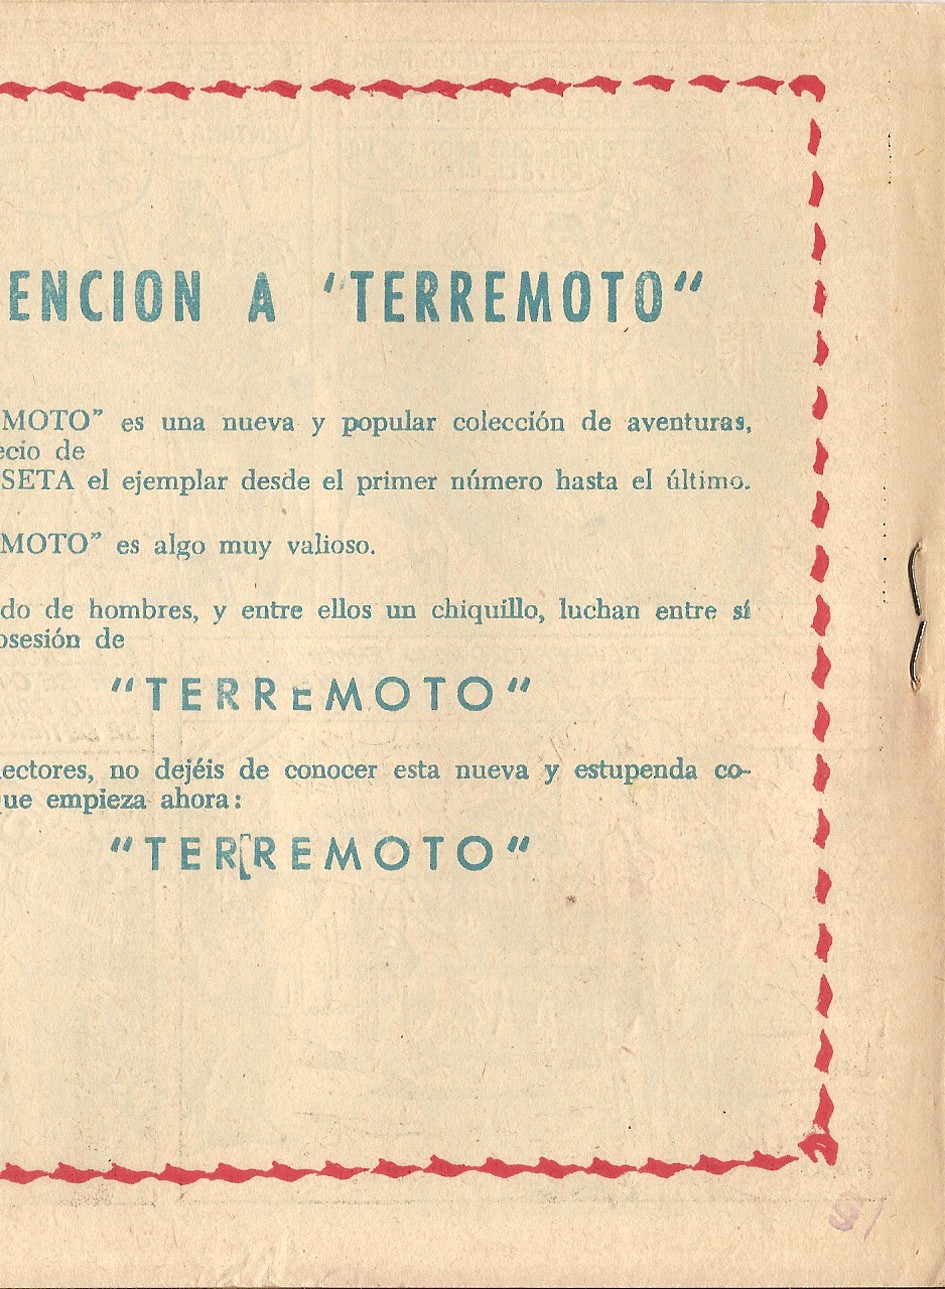 ENCION A "TERREMOTO"
MOTO" es una nueva y popular colección de aventuras,
ecio de
SETA el ejemplar desde el primer número hasta el último.
MOTO" es algo muy valioso.
do de hombres, y entre ellos un chiquillo, luchan entre sí
osesión de
"TERREMOTO"
lectores, no dejéis de conocer esta nueva y estupenda co-
que empieza ahora:
"TERREMOTO"